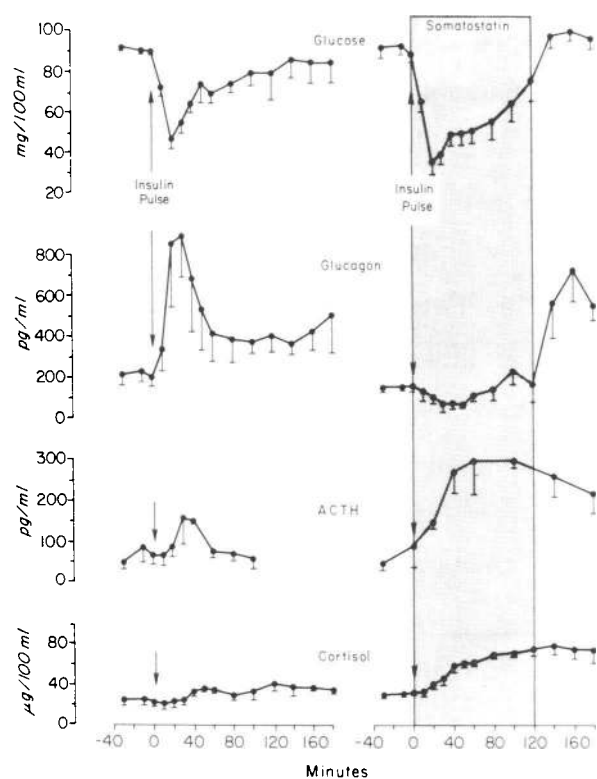 Somatostatin
Glucose
100
80
60
40
20
mg/100ml
Insulin
Pulse
Insulin
Pulse
Glucagon
800
600
400
200
0
pg/ml
ACTH
300
200
100
0
pg/ml
Cortisol
80
40
0
μg/100ml
-40 0 40 80 120 160 -40 0 40 80 120 160
Minutes